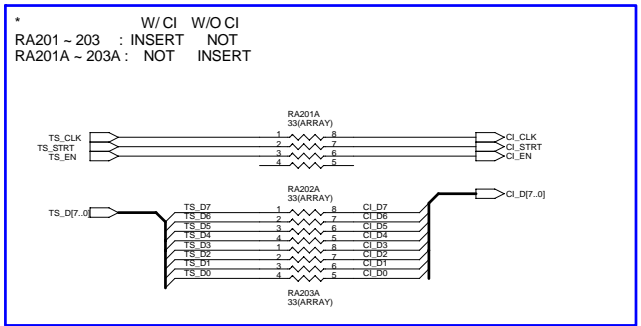 * W/ CI W/O CI
RA201 ~ 203 : INSERT NOT
RA201A ~ 203A : NOT INSERT
RA201A
33(ARRAY)
TS_CLK 1 8 CI_CLK
TS_STRT 2 7 CI_STRT
TS_EN 3 6 CI_EN
4 5
RA202A
33(ARRAY)
CI_D[7..0]
TS_D[7..0]
TS_D7 1 8 CI_D7
TS_D6 2 7 CI_D6
TS_D5 3 6 CI_D5
TS_D4 4 5 CI_D4
TS_D3 1 8 CI_D3
TS_D2 2 7 CI_D2
TS_D1 3 6 CI_D1
TS_D0 4 5 CI_D0
RA203A
33(ARRAY)